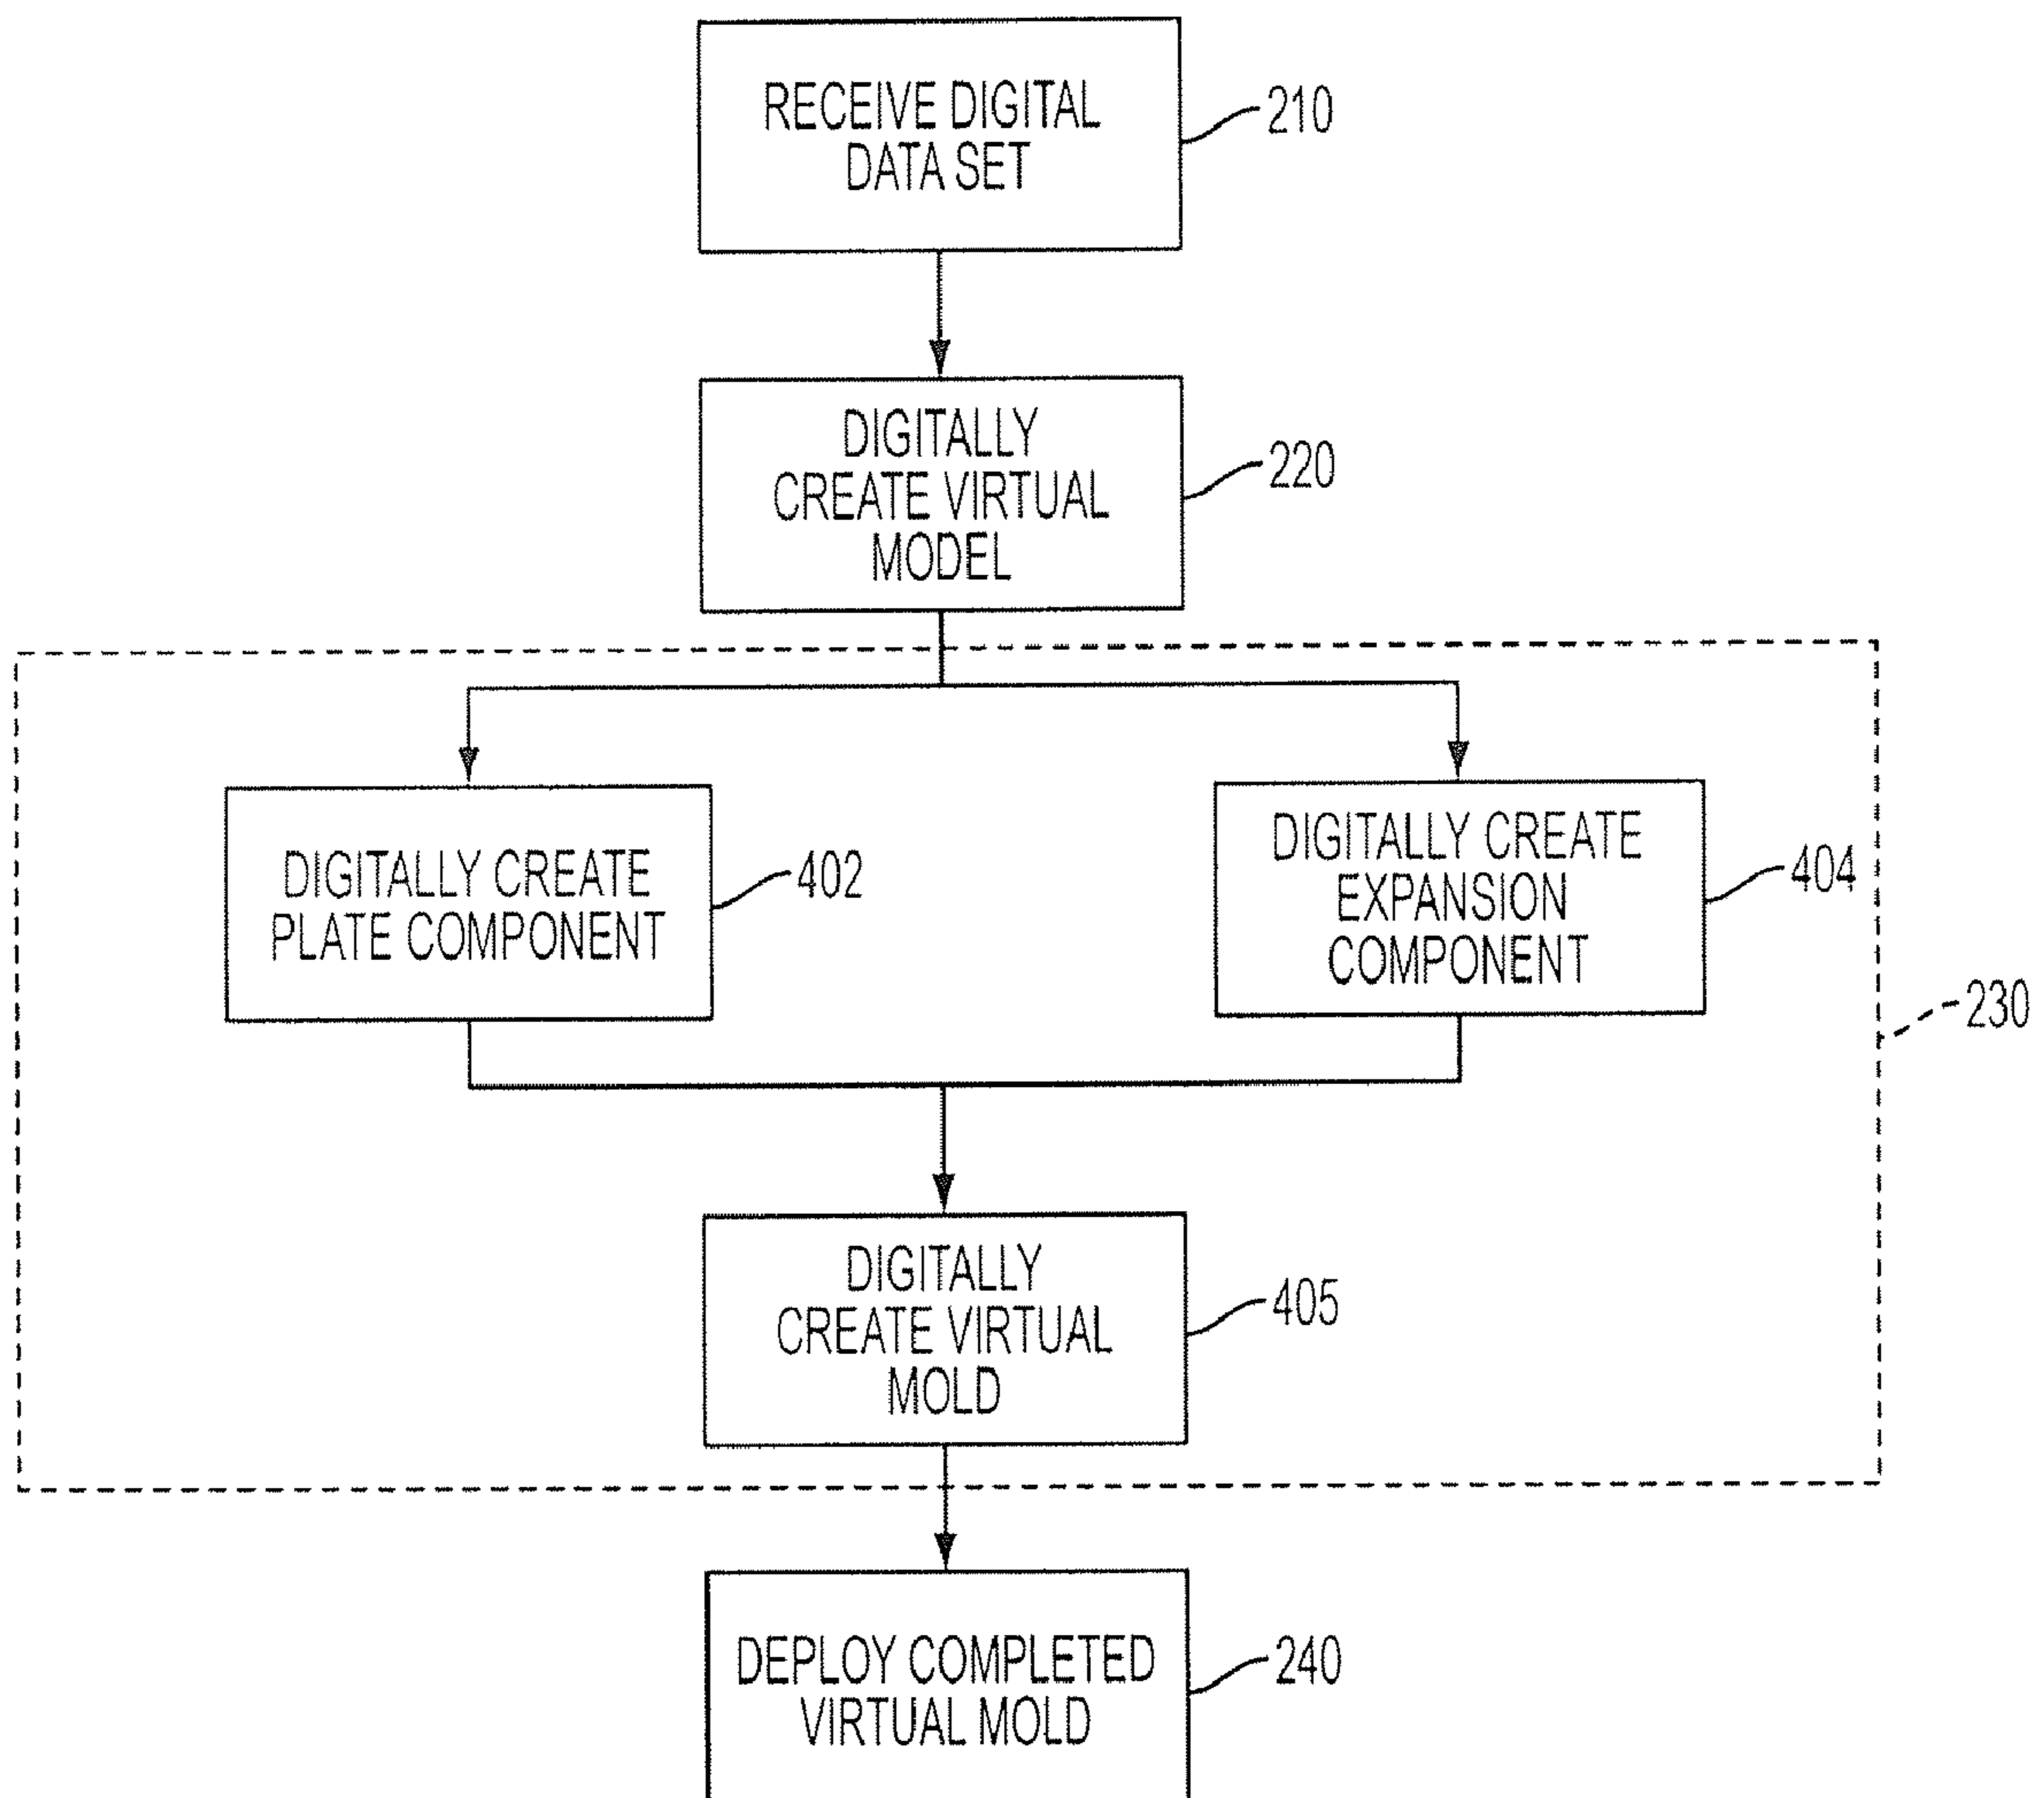 RECEIVE DIGITAL
DATA SET
210
DIGITALLY
CREATE VIRTUAL
MODEL
220
DIGITALLY CREATE
PLATE COMPONENT
402
DIGITALLY CREATE
EXPANSION
COMPONENT
404
230
DIGITALLY
CREATE VIRTUAL
MOLD
405
DEPLOY COMPLETED
VIRTUAL MOLD
240